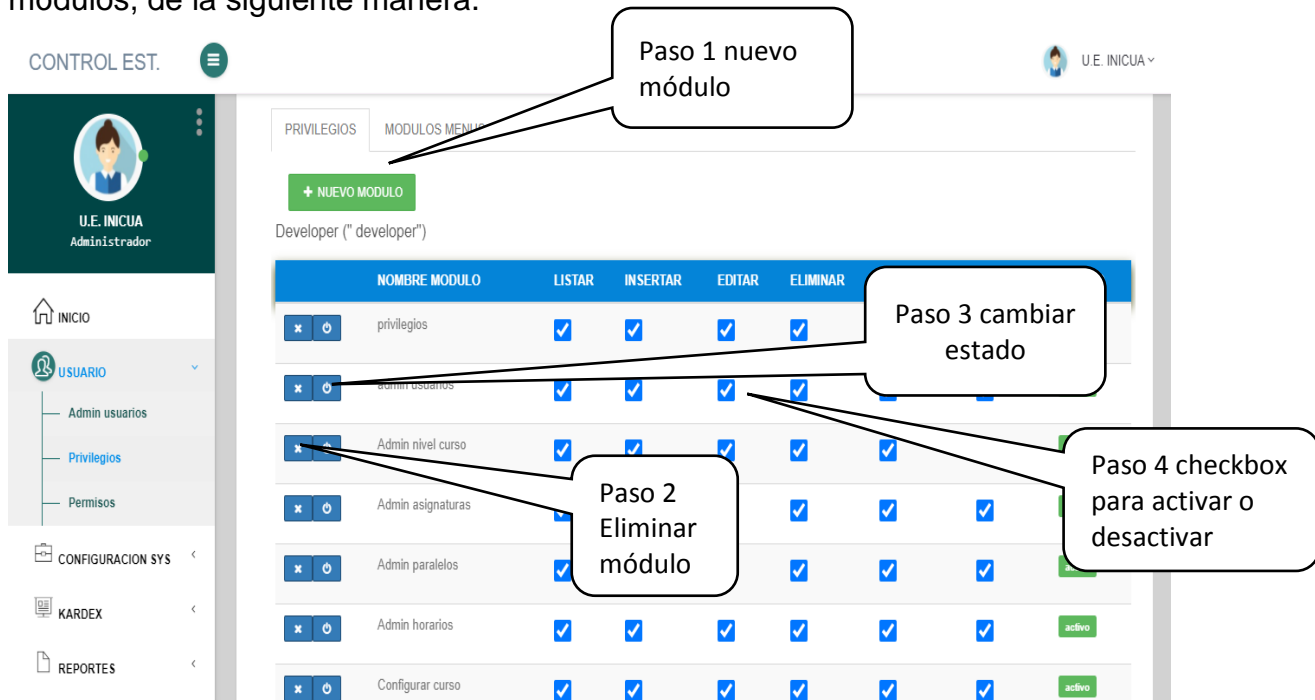 módulos, de la siguiente manera:
CONTROL EST.
U.E. INICUA
Paso 1 nuevo
módulo
U.E. INICUA
Administrador
INICIO
USUARIO
Admin usuarios
Privilegios
Permisos
CONFIGURACION SYS
KARDEX
REPORTES
PRIVILEGIOS MODULOS MENUS
+ NUEVO MODULO
Developer (" developer")
NOMBRE MODULO LISTAR INSERTAR EDITAR ELIMINAR
privilegios
Paso 3 cambiar
estado
admin usuarios
Admin nivel curso
Paso 4 checkbox
para activar o
desactivar
Paso 2
Eliminar
módulo
Admin asignaturas
Admin paralelos
Admin horarios activo
Configurar curso activo